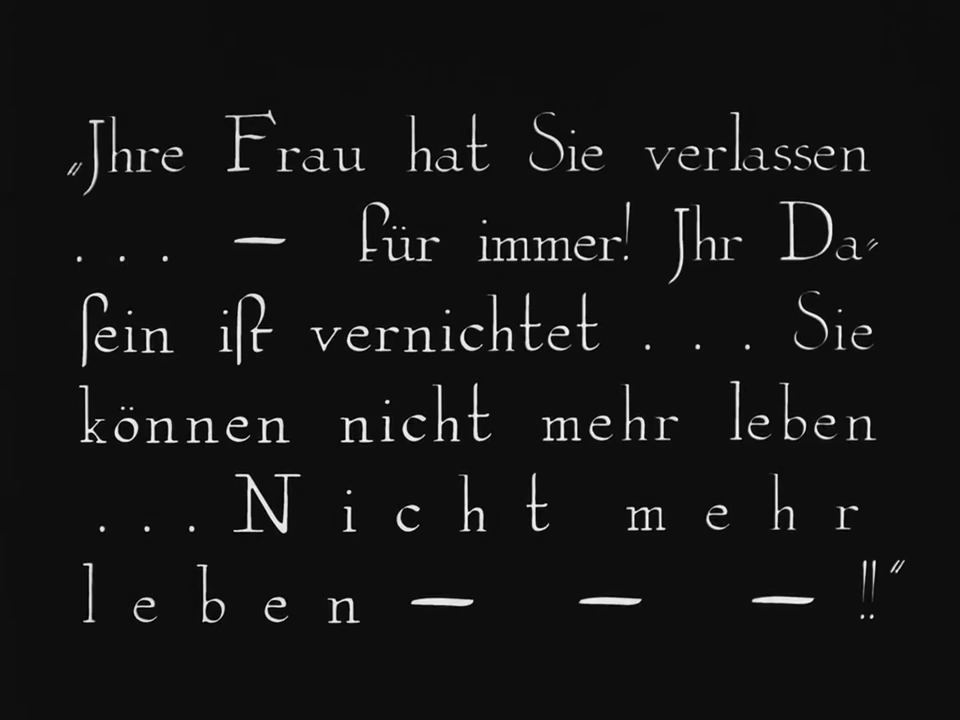 „Jhre Frau hat Sie verlassen
. . . — für immer! Jhr Da⸗
ſein iſt vernichtet . . . Sie
können nicht mehr leben
. . . N i c h t m e h r
l e b e n — — — !!“